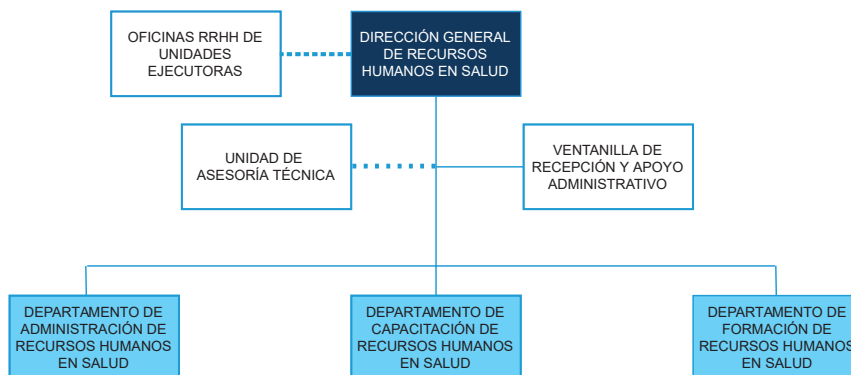 OFICINAS RRHH DE
UNIDADES
EJECUTORAS
DIRECCIÓN GENERAL
DE RECURSOS
HUMANOS EN SALUD
UNIDAD DE
ASESORÍA TÉCNICA
VENTANILLA DE
RECEPCIÓN Y APOYO
ADMINISTRATIVO
DEPARTAMENTO DE
ADMINISTRACIÓN DE
RECURSOS HUMANOS
EN SALUD
DEPARTAMENTO DE
CAPACITACIÓN DE
RECURSOS HUMANOS
EN SALUD
DEPARTAMENTO DE
FORMACIÓN DE
RECURSOS HUMANOS
EN SALUD